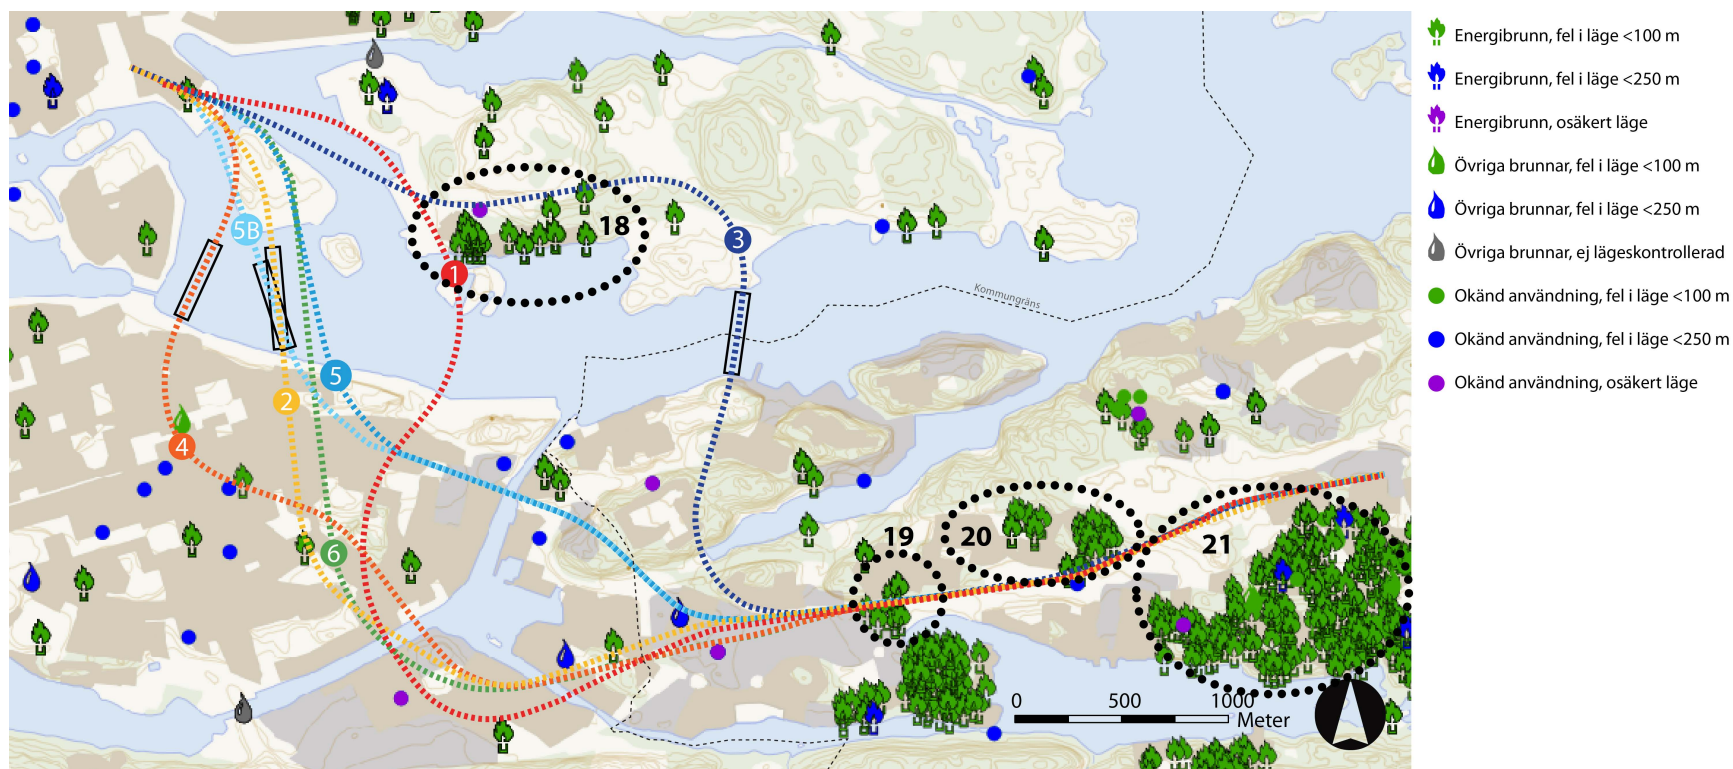 Energibrunn, fel i läge <100 m
Energibrunn, fel i läge <250 m
Energibrunn, osäkert läge
Övriga brunnar, fel i läge <100 m
Övriga brunnar, fel i läge <250 m
Övriga brunnar, ej lägeskontrollerad
Okänd användning, fel i läge <100 m
Okänd användning, fel i läge <250 m
Okänd användning, osäkert läge
18
5B
3
1
Kommungräns
5
2
4
6
19
20
21
0 500 1000
Meter